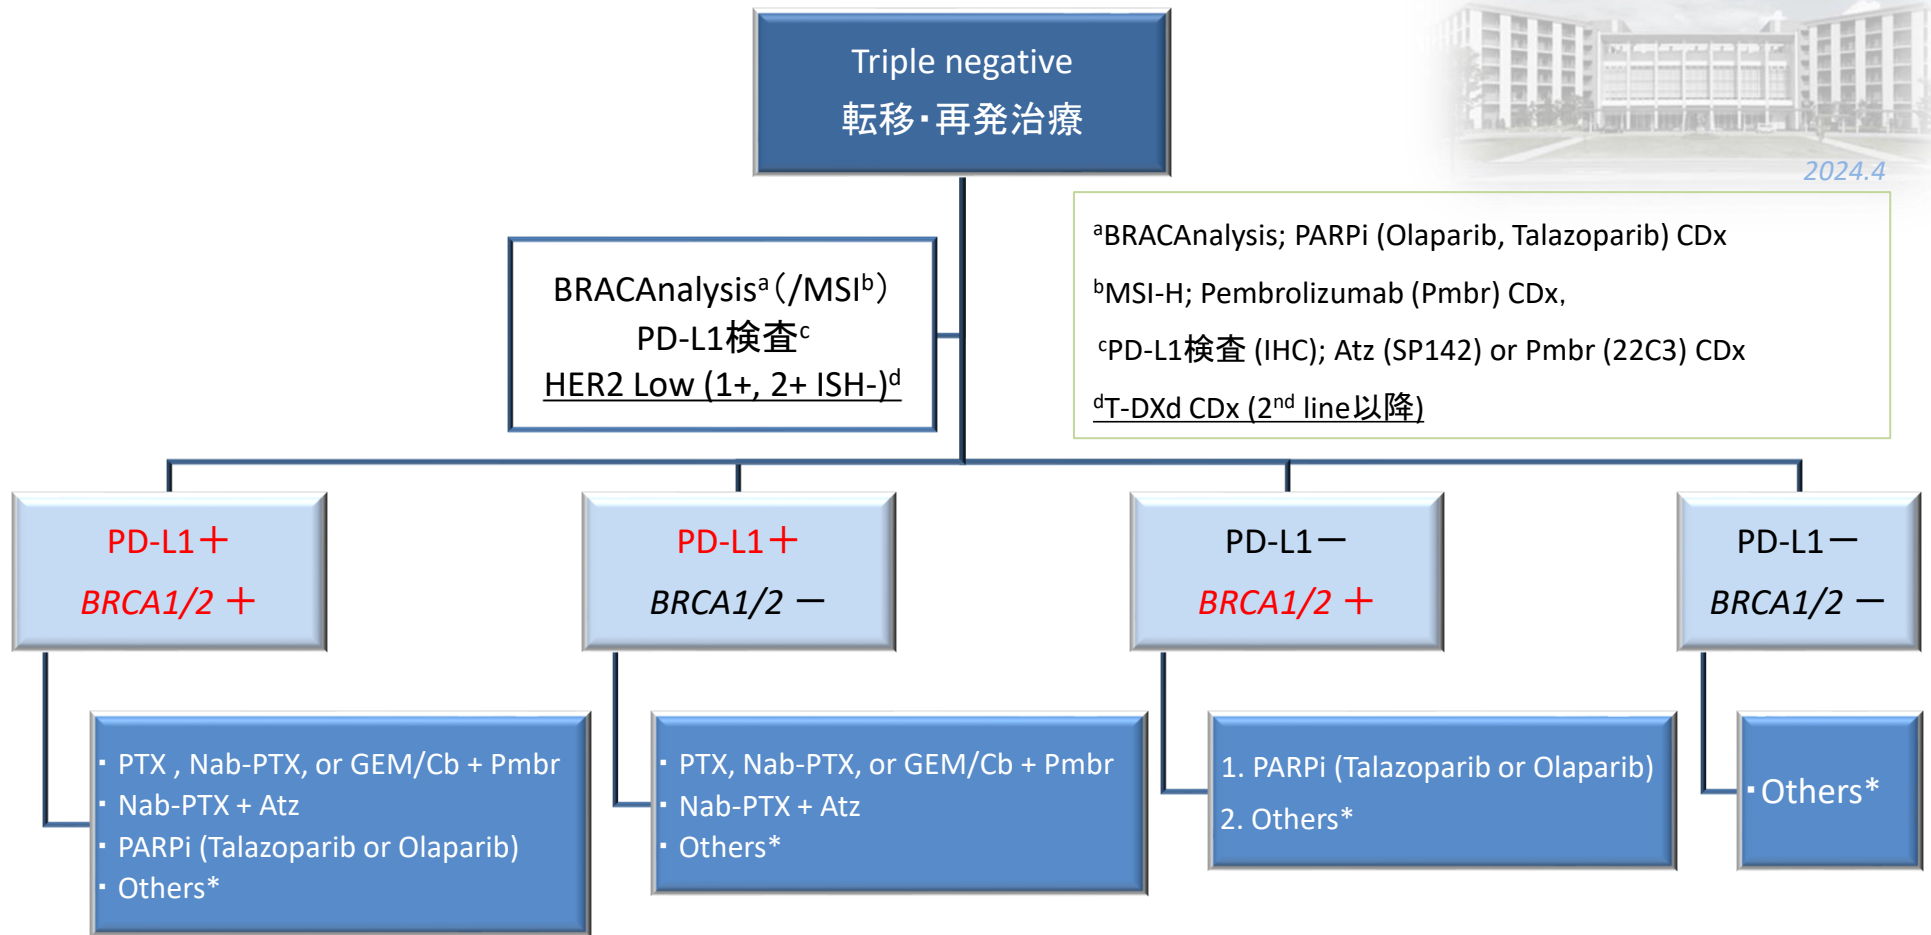 Triple negative
転移・再発治療
2024.4
BRACAnalysisᵃ（/MSIᵇ）
PD-L1検査ᶜ
HER2 Low (1+, 2+ ISH-)ᵈ
ᵃBRACAnalysis; PARPi (Olaparib, Talazoparib) CDx
ᵇMSI-H; Pembrolizumab (Pmbr) CDx,
ᶜPD-L1検査 (IHC); Atz (SP142) or Pmbr (22C3) CDx
ᵈT-DXd CDx (2ⁿᵈ line以降)
PD-L1＋
BRCA1/2 ＋
PD-L1＋
BRCA1/2 －
PD-L1－
BRCA1/2 ＋
PD-L1－
BRCA1/2 －
・PTX , Nab-PTX, or GEM/Cb + Pmbr
・Nab-PTX + Atz
・PARPi (Talazoparib or Olaparib)
・Others*
・PTX, Nab-PTX, or GEM/Cb + Pmbr
・Nab-PTX + Atz
・Others*
1. PARPi (Talazoparib or Olaparib)
2. Others*
・Others*